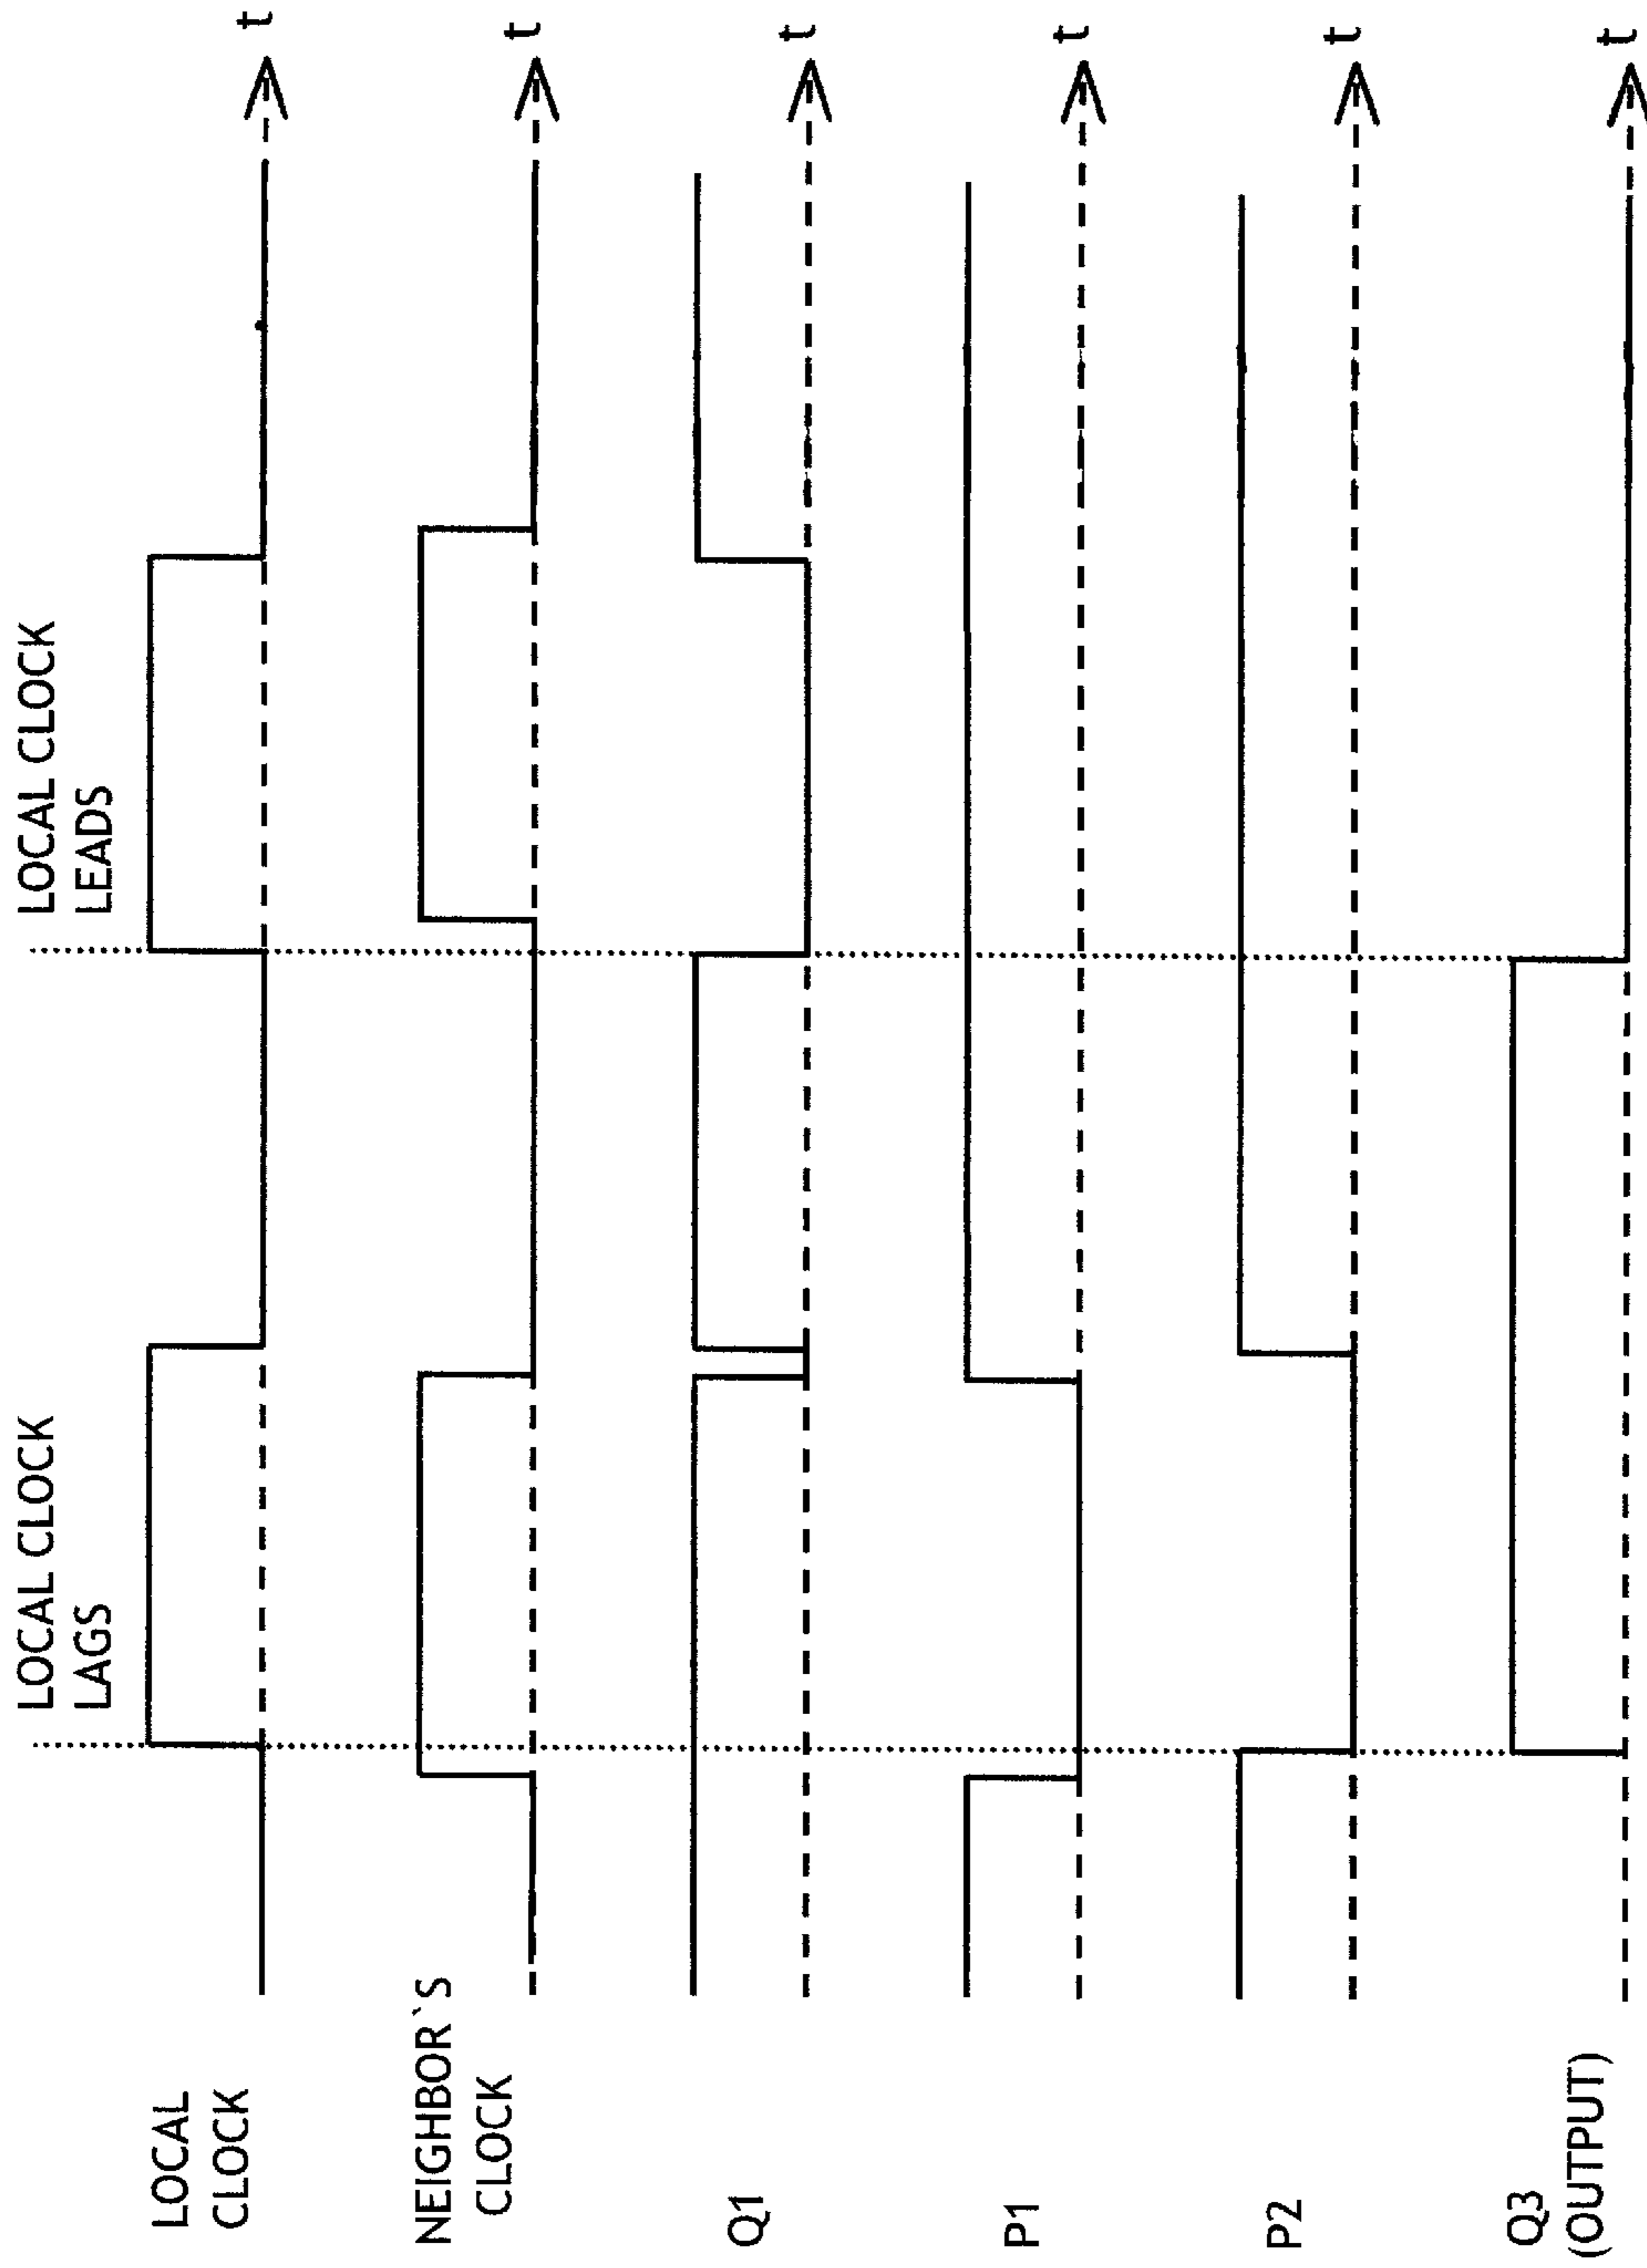 LOCAL CLOCK
LAGS
LOCAL CLOCK
LEADS
LOCAL
CLOCK
t
NEIGHBOR`S
CLOCK
t
Q1
t
P1
t
P2
t
Q3
(OUTPUT)
t